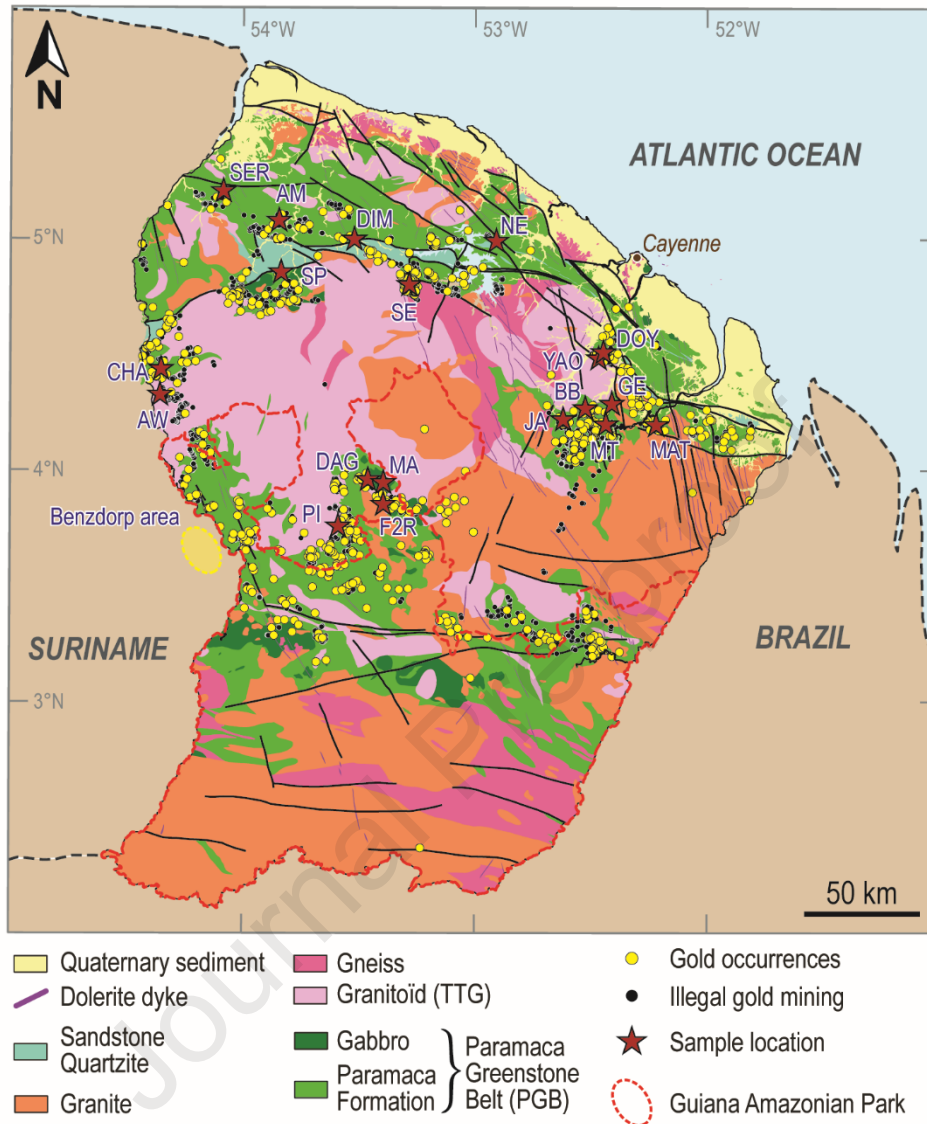 54°W
53°W
52°W
N
ATLANTIC OCEAN
SER
AM
DIM
NE
5°N
Cayenne
SP
SE
DOY
YAO
CHA
BB
GE
AW
JA
MT
MAT
4°N
DAG
MA
PI
F2R
Benzdorp area
SURINAME
BRAZIL
3°N
50 km
Journal Pre-proof
Quaternary sediment
Dolerite dyke
Sandstone
Quartzite
Granite
Gneiss
Granitoïd (TTG)
Gabbro
Paramaca
Formation
Paramaca
Greenstone
Belt (PGB)
Gold occurrences
Illegal gold mining
Sample location
Guiana Amazonian Park